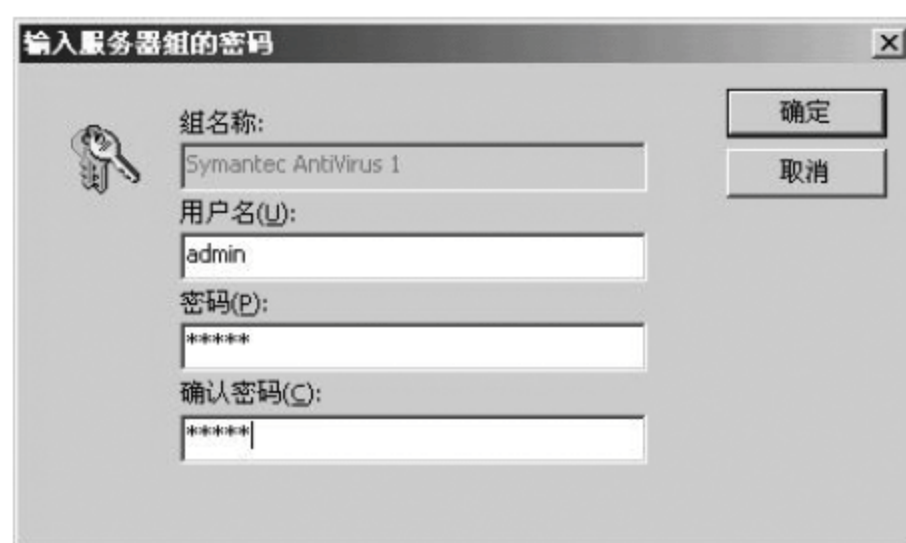 输入服务器组的密码
组名称:
Symantec AntiVirus 1
用户名(U):
admin
密码(P):
*****
确认密码(C):
*****
确定
取消